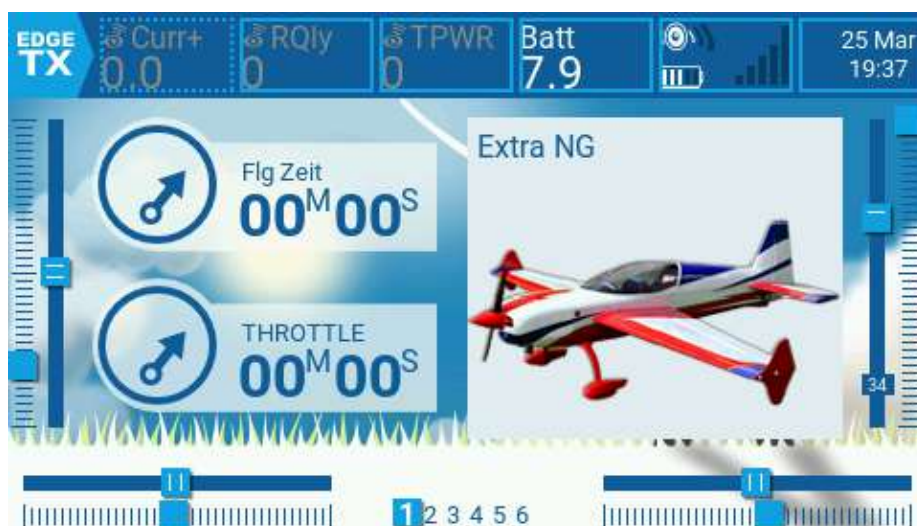 EDGE
TX
Curr+
0.0
RQly
0
TPWR
0
Batt
7.9
25 Mar
19:37
Flg Zeit
00M00S
THROTTLE
00M00S
Extra NG
34
1 2 3 4 5 6